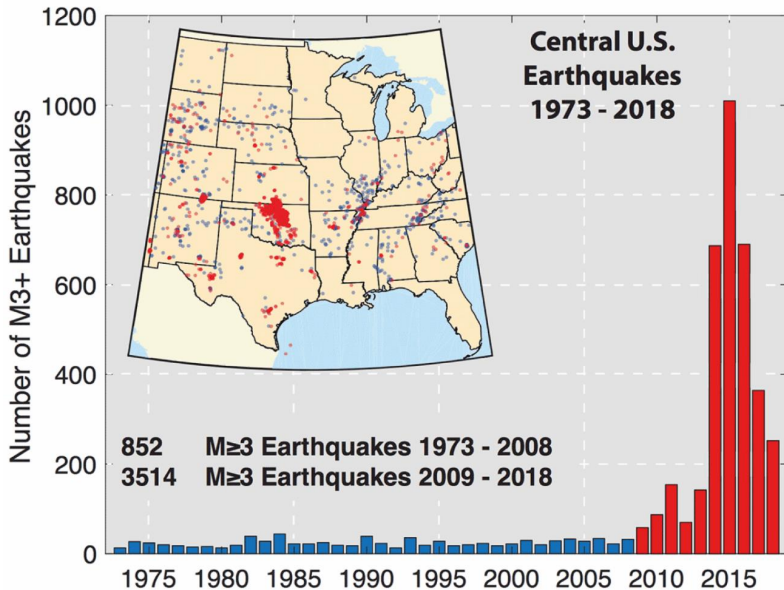 Central U.S.
Earthquakes
1973 - 2018
Number of M3+ Earthquakes
1200
1000
800
600
400
200
0
852 M≥3 Earthquakes 1973 - 2008
3514 M≥3 Earthquakes 2009 - 2018
1975 1980 1985 1990 1995 2000 2005 2010 2015